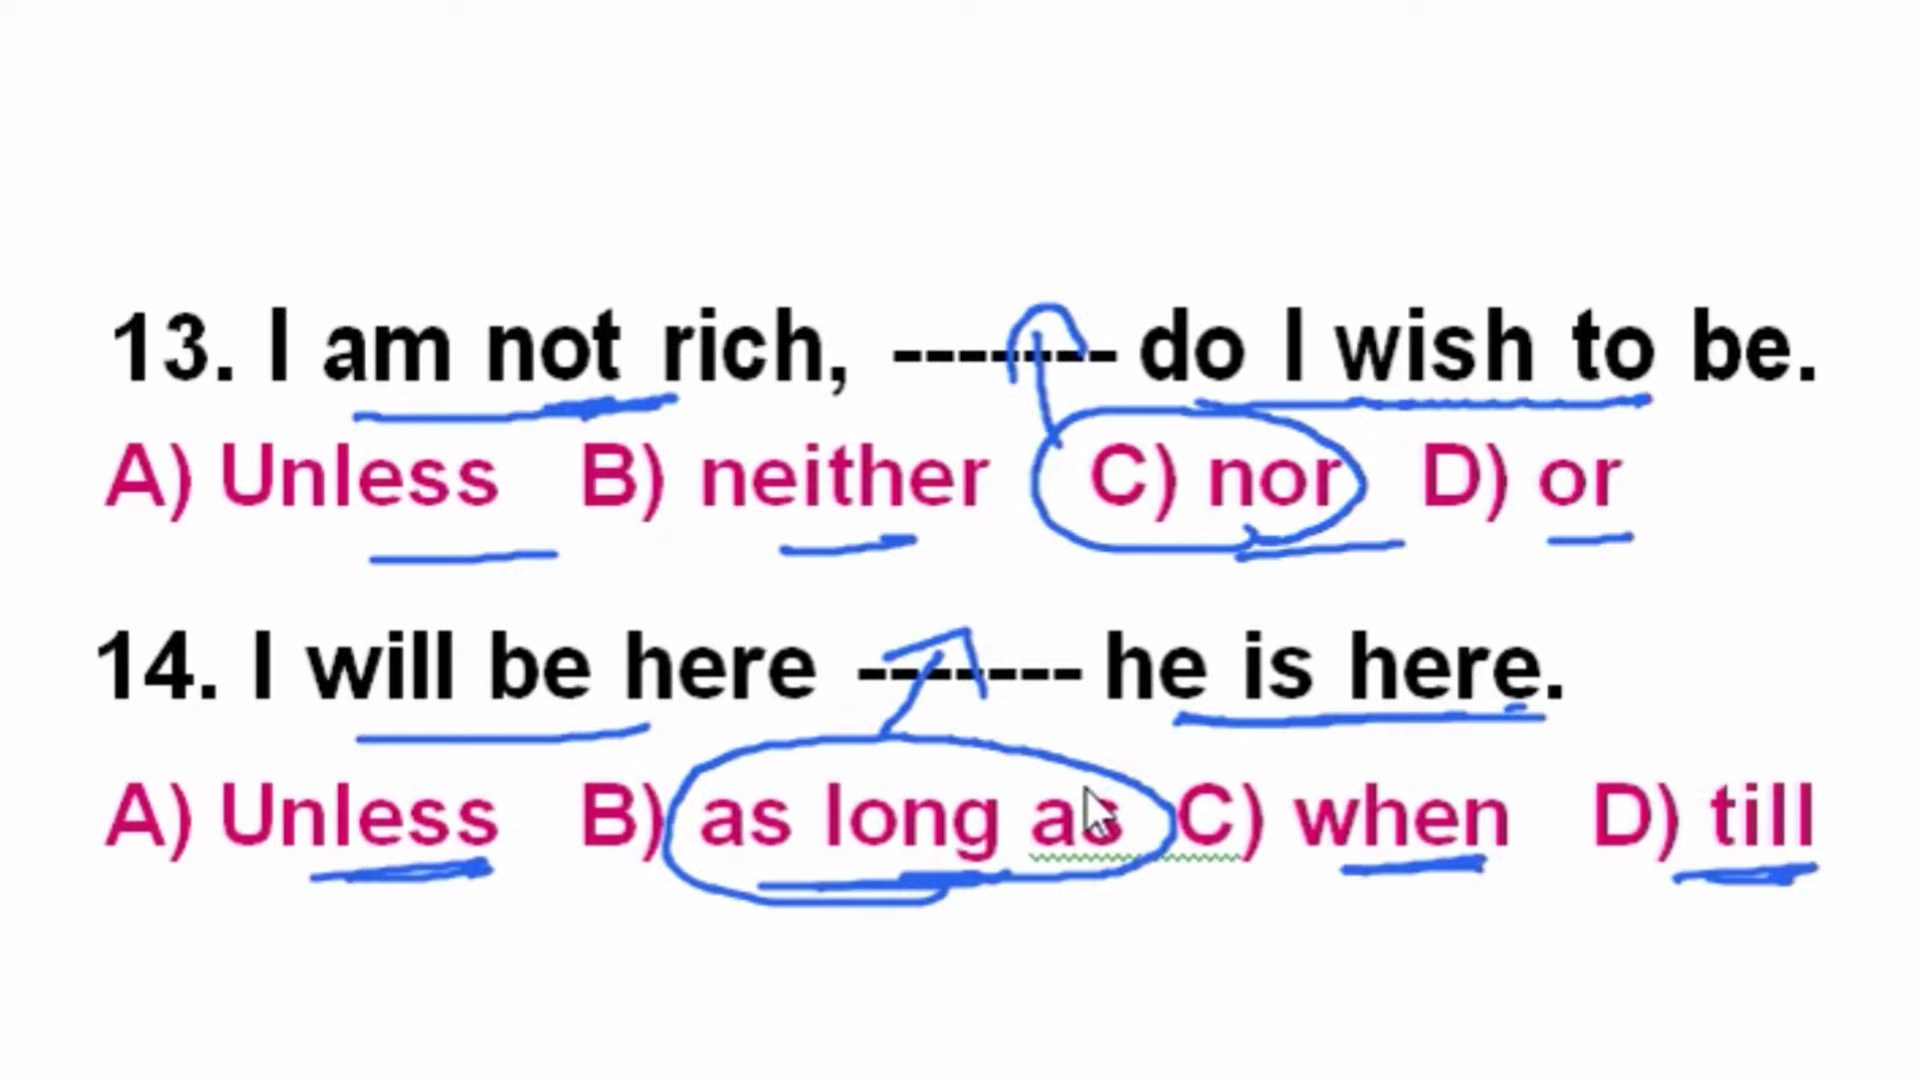 13. I am not rich, ------- do I wish to be.
A) Unless B) neither C) nor D) or
14. I will be here ------- he is here.
A) Unless B) as long as C) when D) till